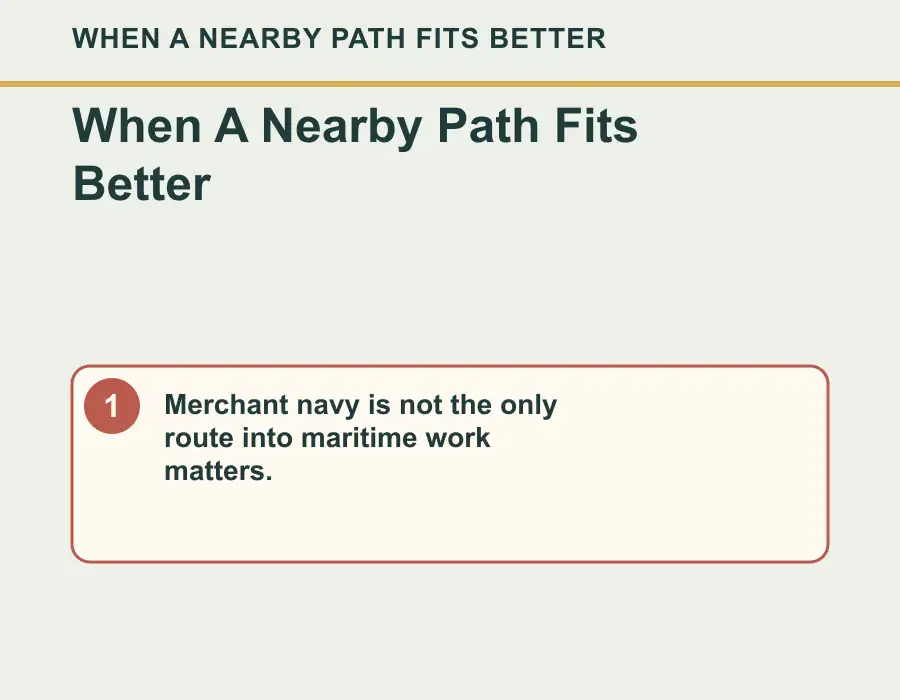 WHEN A NEARBY PATH FITS BETTER
When A Nearby Path Fits
Better
1
Merchant navy is not the only
route into maritime work
matters.